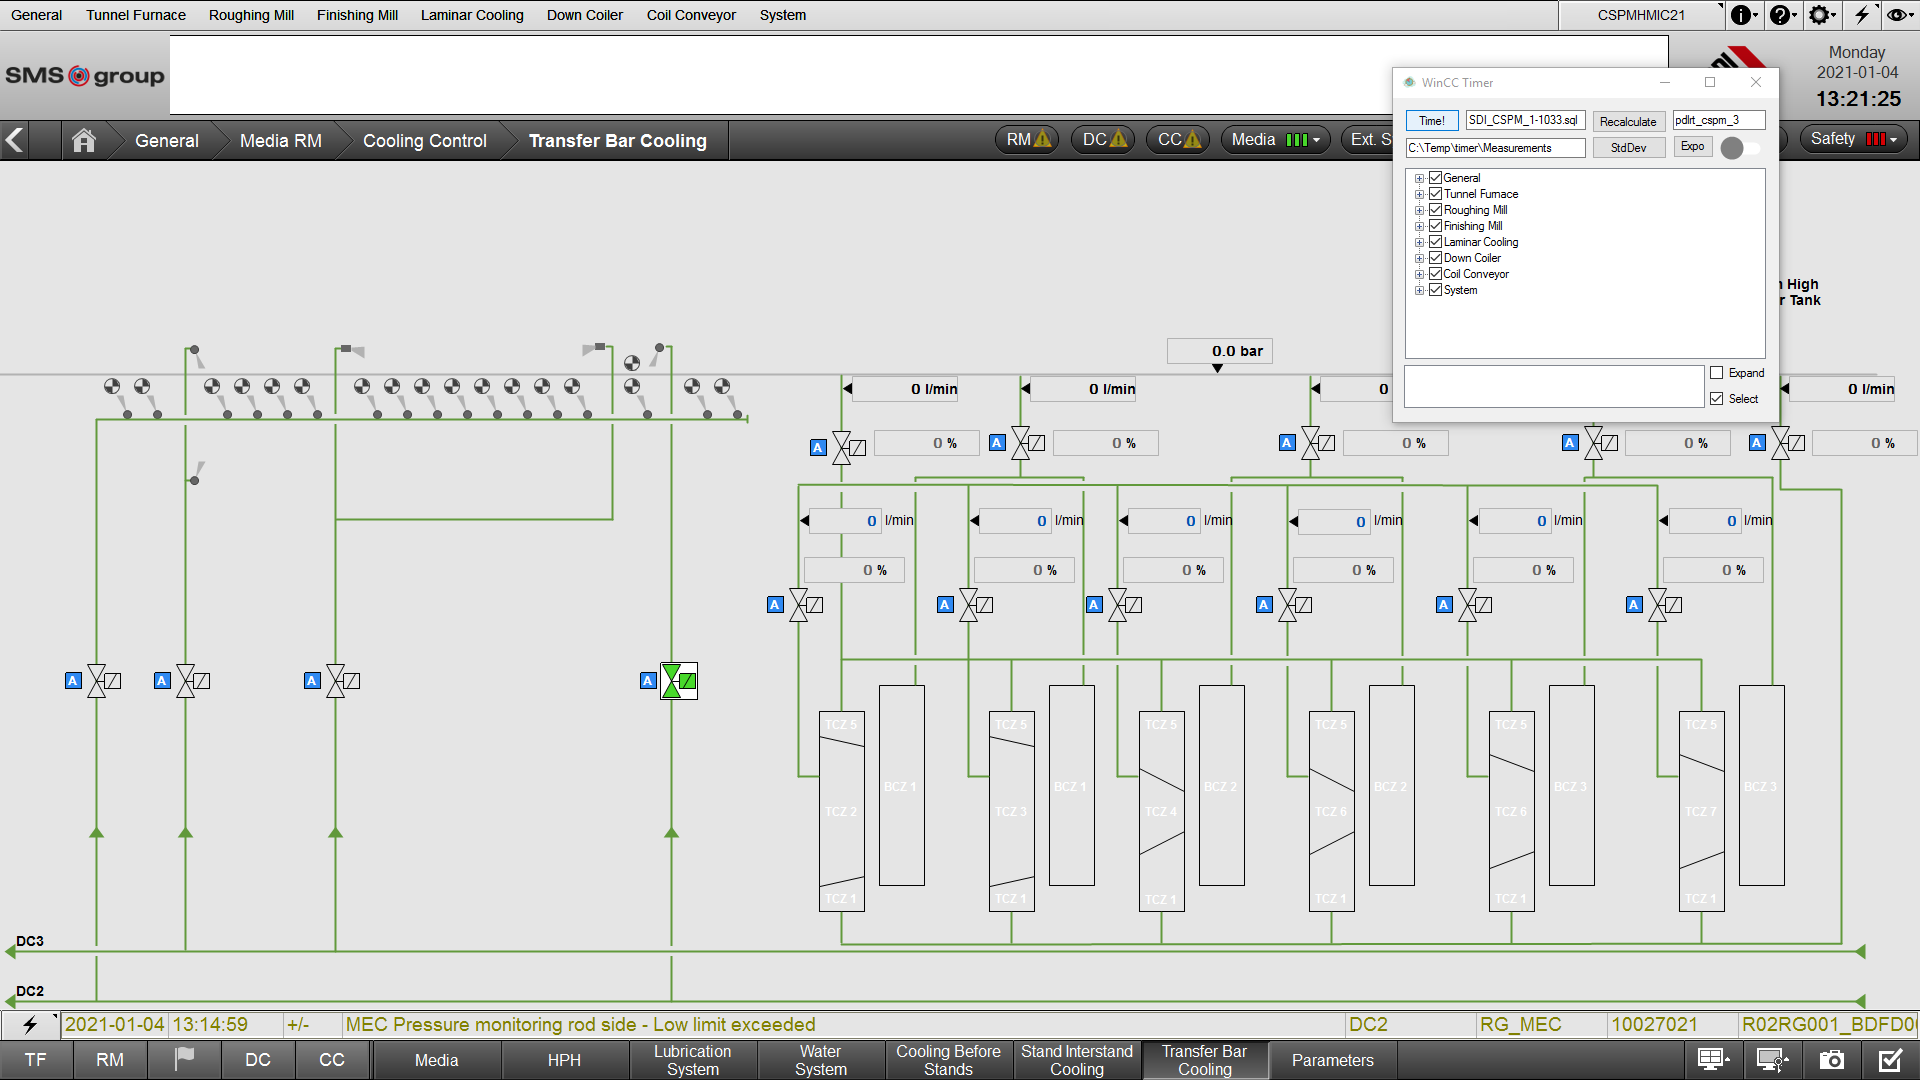 General Tunnel Furnace Roughing Mill Finishing Mill Laminar Cooling Down Coiler Coil Conveyor System CSPMHMIC21
SMS group
Monday
2021-01-04
13:21:25
WinCC Timer
Time! SDI_CSPM_1-1033.sql Recalculate pdlrt_cspm_3
C:\Temp\timer\Measurements StdDev Expo
General
Tunnel Furnace
Roughing Mill
Finishing Mill
Laminar Cooling
Down Coiler
Coil Conveyor
System
Expand
Select
General Media RM Cooling Control Transfer Bar Cooling RM DC CC Media Ext. S Safety
High
Tank
0.0 bar
0 l/min 0 l/min 0 0 l/min
A 0 % A 0 % A 0 % A 0 % A 0 %
0 l/min 0 l/min 0 l/min 0 l/min 0 l/min 0 l/min
0 % 0 % 0 % 0 % 0 % 0 %
A A A A A A
A A A A
TCZ 5 TCZ 5 TCZ 5 TCZ 5 TCZ 5 TCZ 5
BCZ 1 BCZ 1 BCZ 2 BCZ 2 BCZ 3 BCZ 3
TCZ 2 TCZ 3 TCZ 4 TCZ 6 TCZ 6 TCZ 7
TCZ 1 TCZ 1 TCZ 1 TCZ 1 TCZ 1 TCZ 1
DC3
DC2
2021-01-04 13:14:59 +/- MEC Pressure monitoring rod side - Low limit exceeded DC2 RG_MEC 10027021 R02RG001_BDFD0
TF RM DC CC Media HPH Lubrication System Water System Cooling Before Stands Stand Interstand Cooling Transfer Bar Cooling Parameters